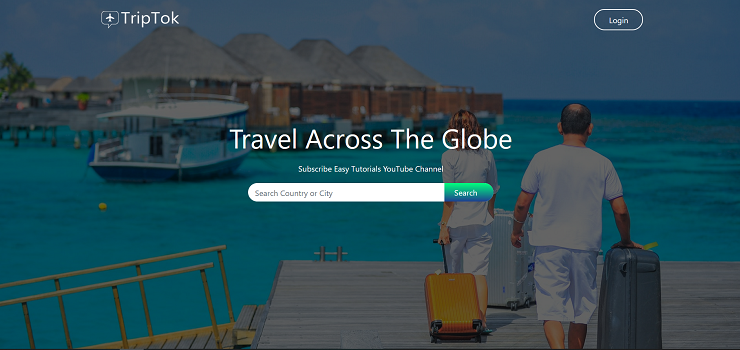 TripTok
Login
Travel Across The Globe
Subscribe Easy Tutorials YouTube Channel
Search Country or City
Search